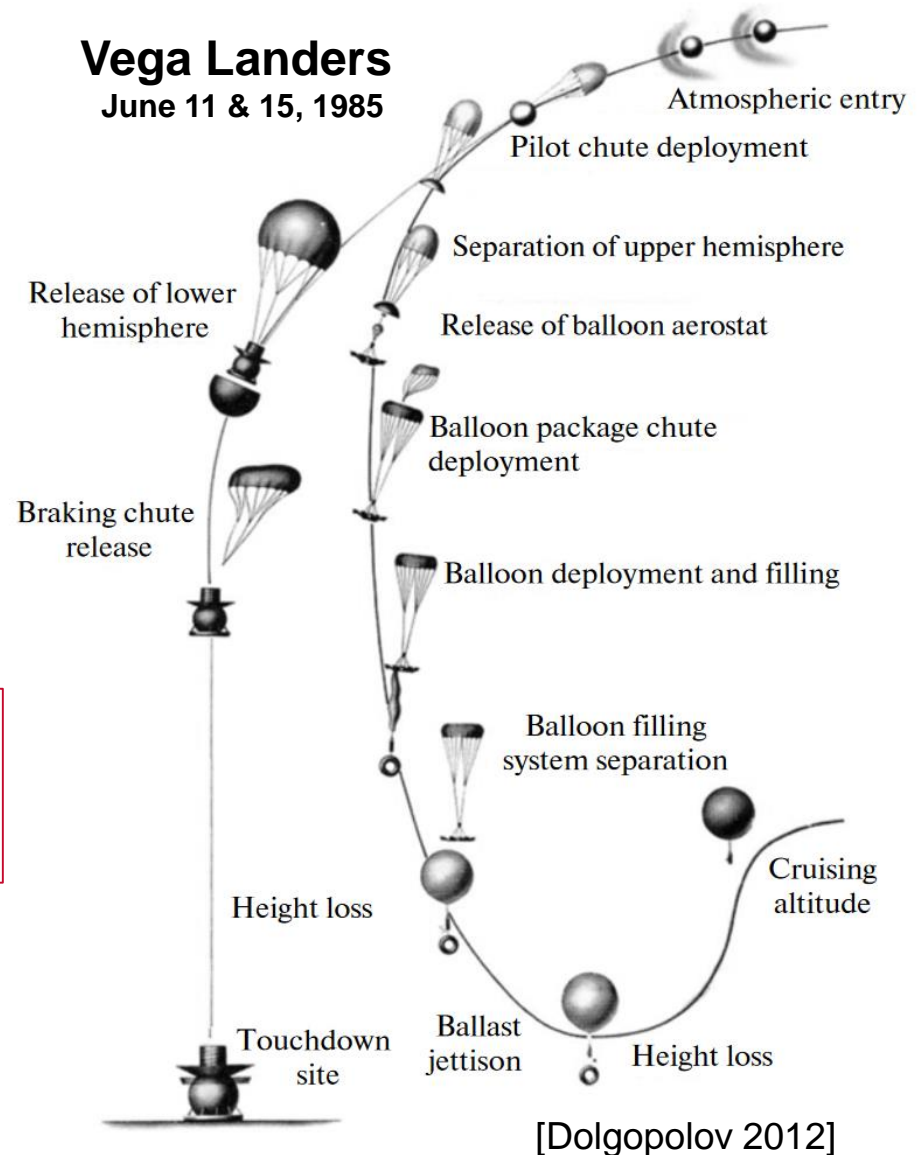 Vega Landers
June 11 & 15, 1985
Atmospheric entry
Pilot chute deployment
Separation of upper hemisphere
Release of lower
hemisphere
Release of balloon aerostat
Balloon package chute
deployment
Braking chute
release
Balloon deployment and filling
Balloon filling
system separation
Cruising
altitude
Height loss
Ballast
jettison
Height loss
Touchdown
site
[Dolgopolov 2012]